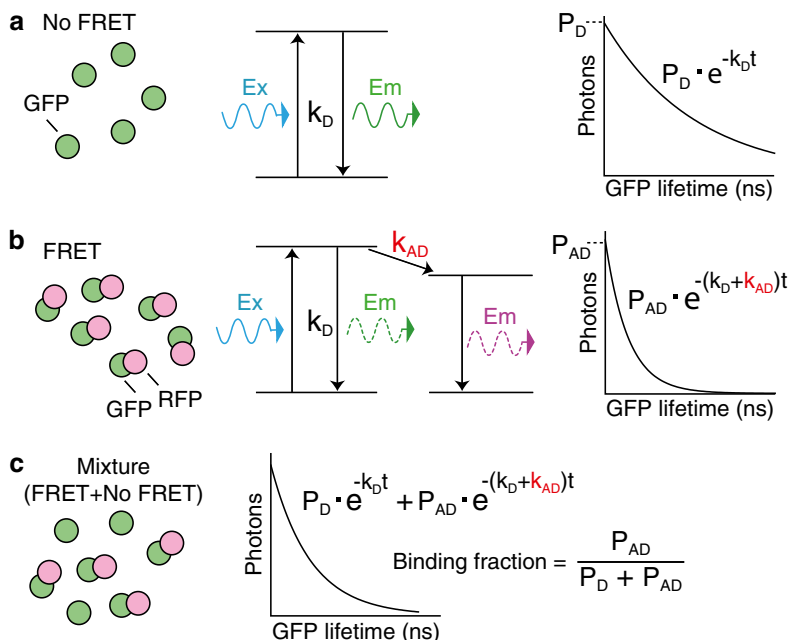 a No FRET
GFP
Ex
k_D
Em
P_D
Photons
P_D · e^-k_Dt
GFP lifetime (ns)
b FRET
GFP
RFP
Ex
k_D
Em
k_AD
Em
P_AD
Photons
P_AD · e^-(k_D+k_AD)t
GFP lifetime (ns)
c Mixture
(FRET+No FRET)
Photons
P_D · e^-k_Dt + P_AD · e^-(k_D+k_AD)t
GFP lifetime (ns)
Binding fraction = P_AD
P_D + P_AD